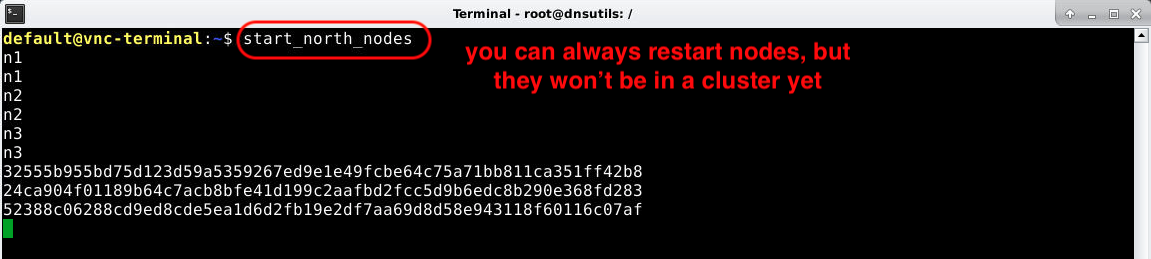 Terminal - root@dnsutils: /
default@vnc-terminal:~$ start_north_nodes
you can always restart nodes, but
they won't be in a cluster yet
n1
n1
n2
n2
n3
n3
32555b955bd75d123d59a5359267ed9e1e49fcbe64c75a71bb811ca351ff42b8
24ca904f01189b64c7acb8bfe41d199c2aafbd2fcc5d9b6edc8b290e368fd283
52388c06288cd9ed8cde5ea1d6d2fb19e2df7aa69d8d58e943118f60116c07af